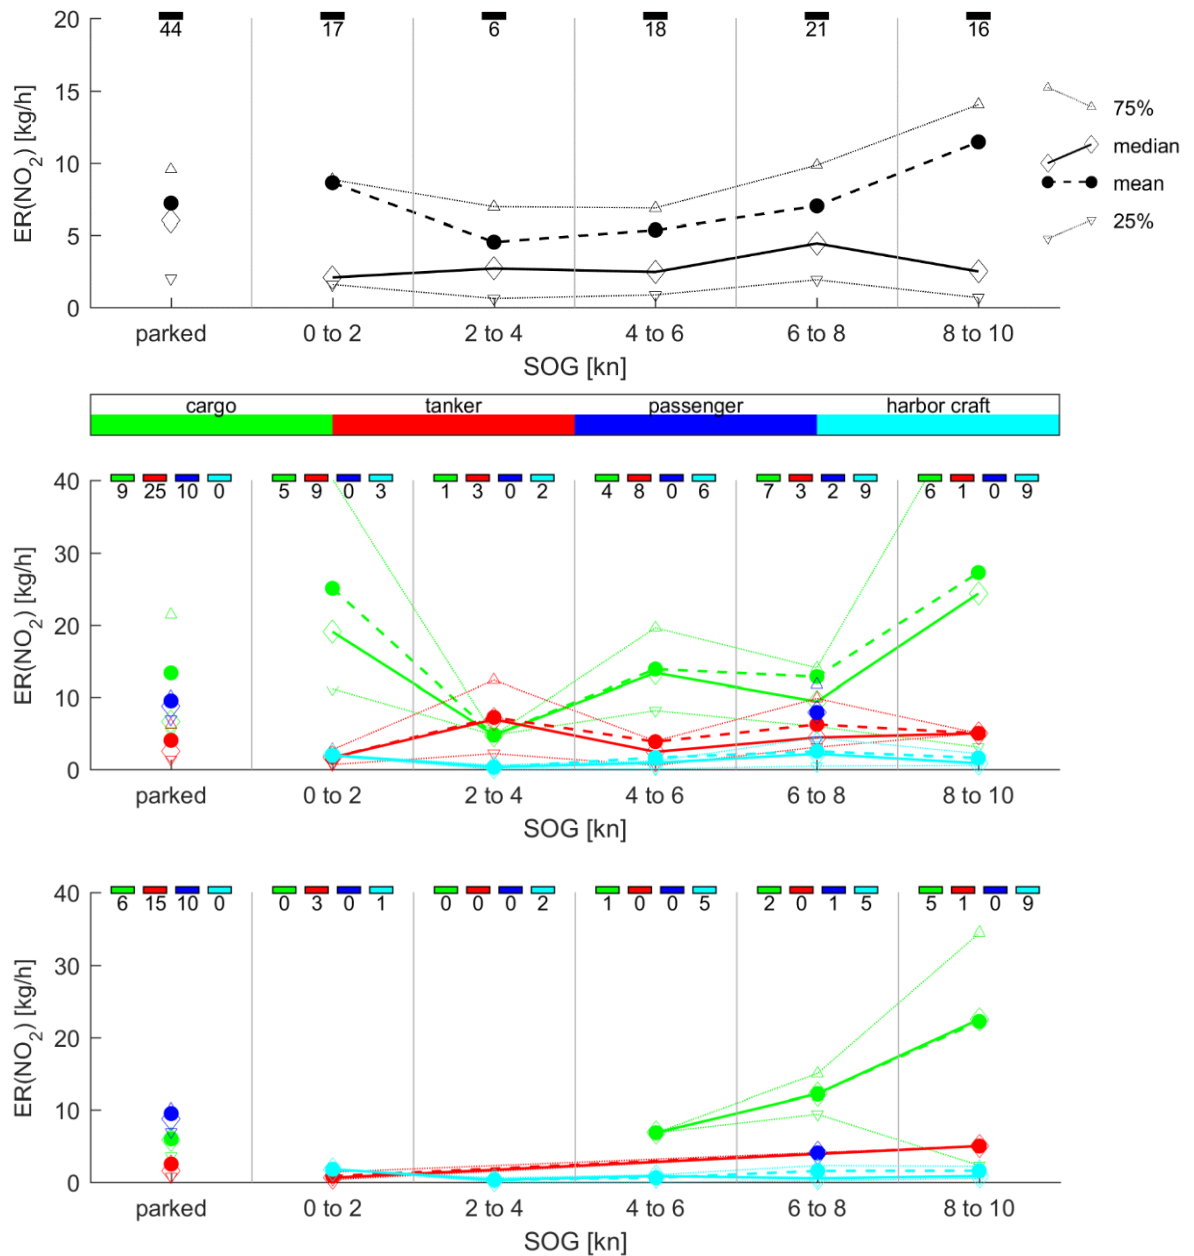 20 44 17 6 18 21 16
15
10
5
0
ER(NO2) [kg/h]
75%
median
mean
25%
parked 0 to 2 2 to 4 4 to 6 6 to 8 8 to 10
SOG [kn]
cargo tanker passenger harbor craft
40 9 25 10 0 5 9 0 3 1 3 0 2 4 8 0 6 7 3 2 9 6 1 0 9
30
20
10
0
ER(NO2) [kg/h]
parked 0 to 2 2 to 4 4 to 6 6 to 8 8 to 10
SOG [kn]
40 6 15 10 0 0 3 0 1 0 0 0 2 1 0 0 5 2 0 1 5 5 1 0 9
30
20
10
0
ER(NO2) [kg/h]
parked 0 to 2 2 to 4 4 to 6 6 to 8 8 to 10
SOG [kn]